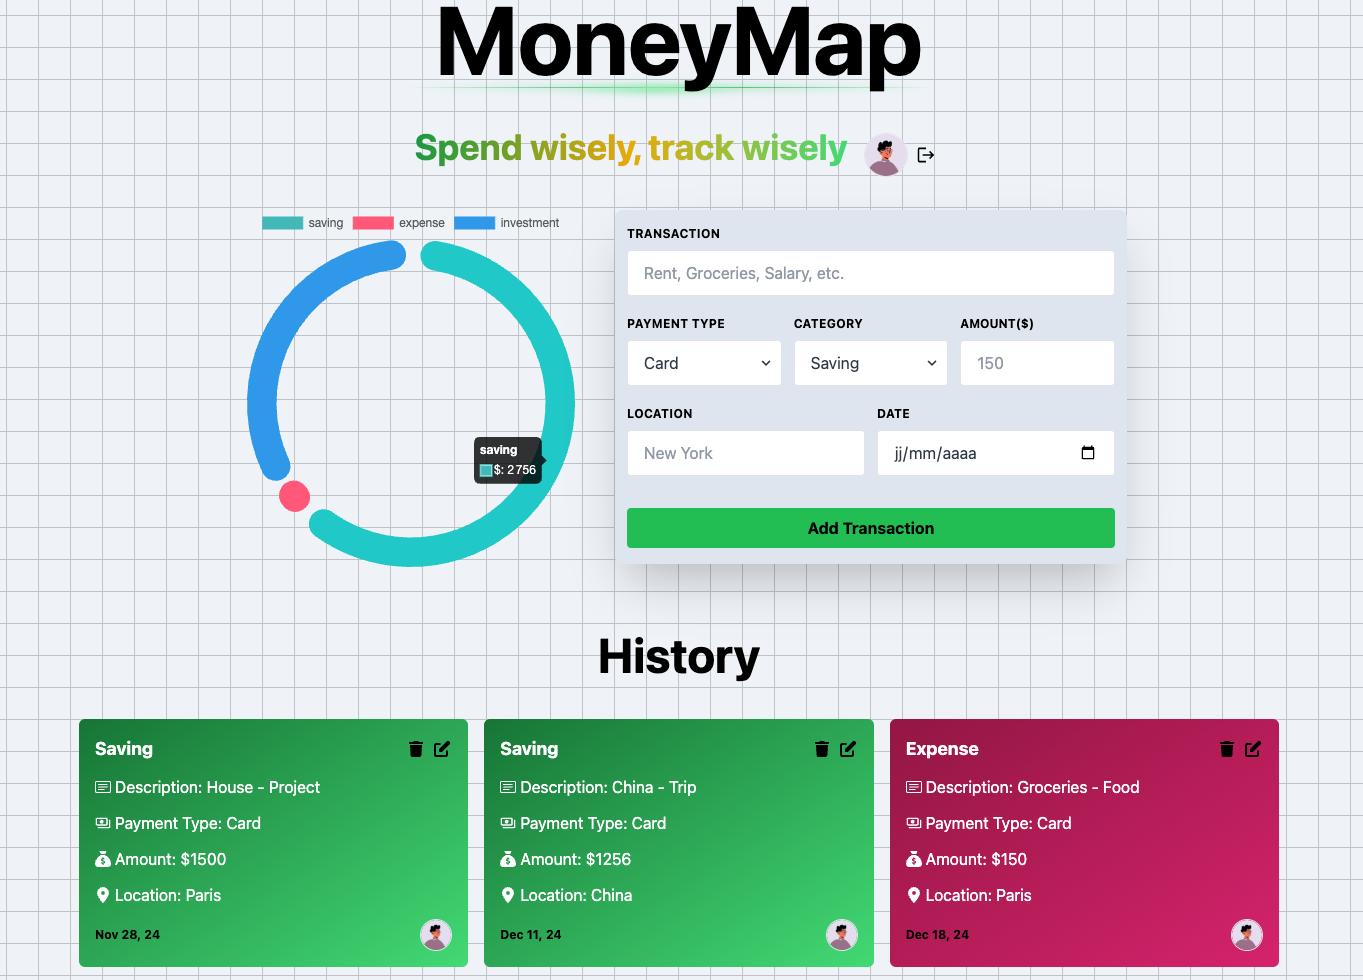 MoneyMap
Spend wisely, track wisely
saving expense investment
saving
$: 2 756
TRANSACTION
Rent, Groceries, Salary, etc.
PAYMENT TYPE CATEGORY AMOUNT($)
Card Saving 150
LOCATION DATE
New York jj/mm/aaaa
Add Transaction
History
Saving
Description: House - Project
Payment Type: Card
Amount: $1500
Location: Paris
Nov 28, 24
Saving
Description: China - Trip
Payment Type: Card
Amount: $1256
Location: China
Dec 11, 24
Expense
Description: Groceries - Food
Payment Type: Card
Amount: $150
Location: Paris
Dec 18, 24